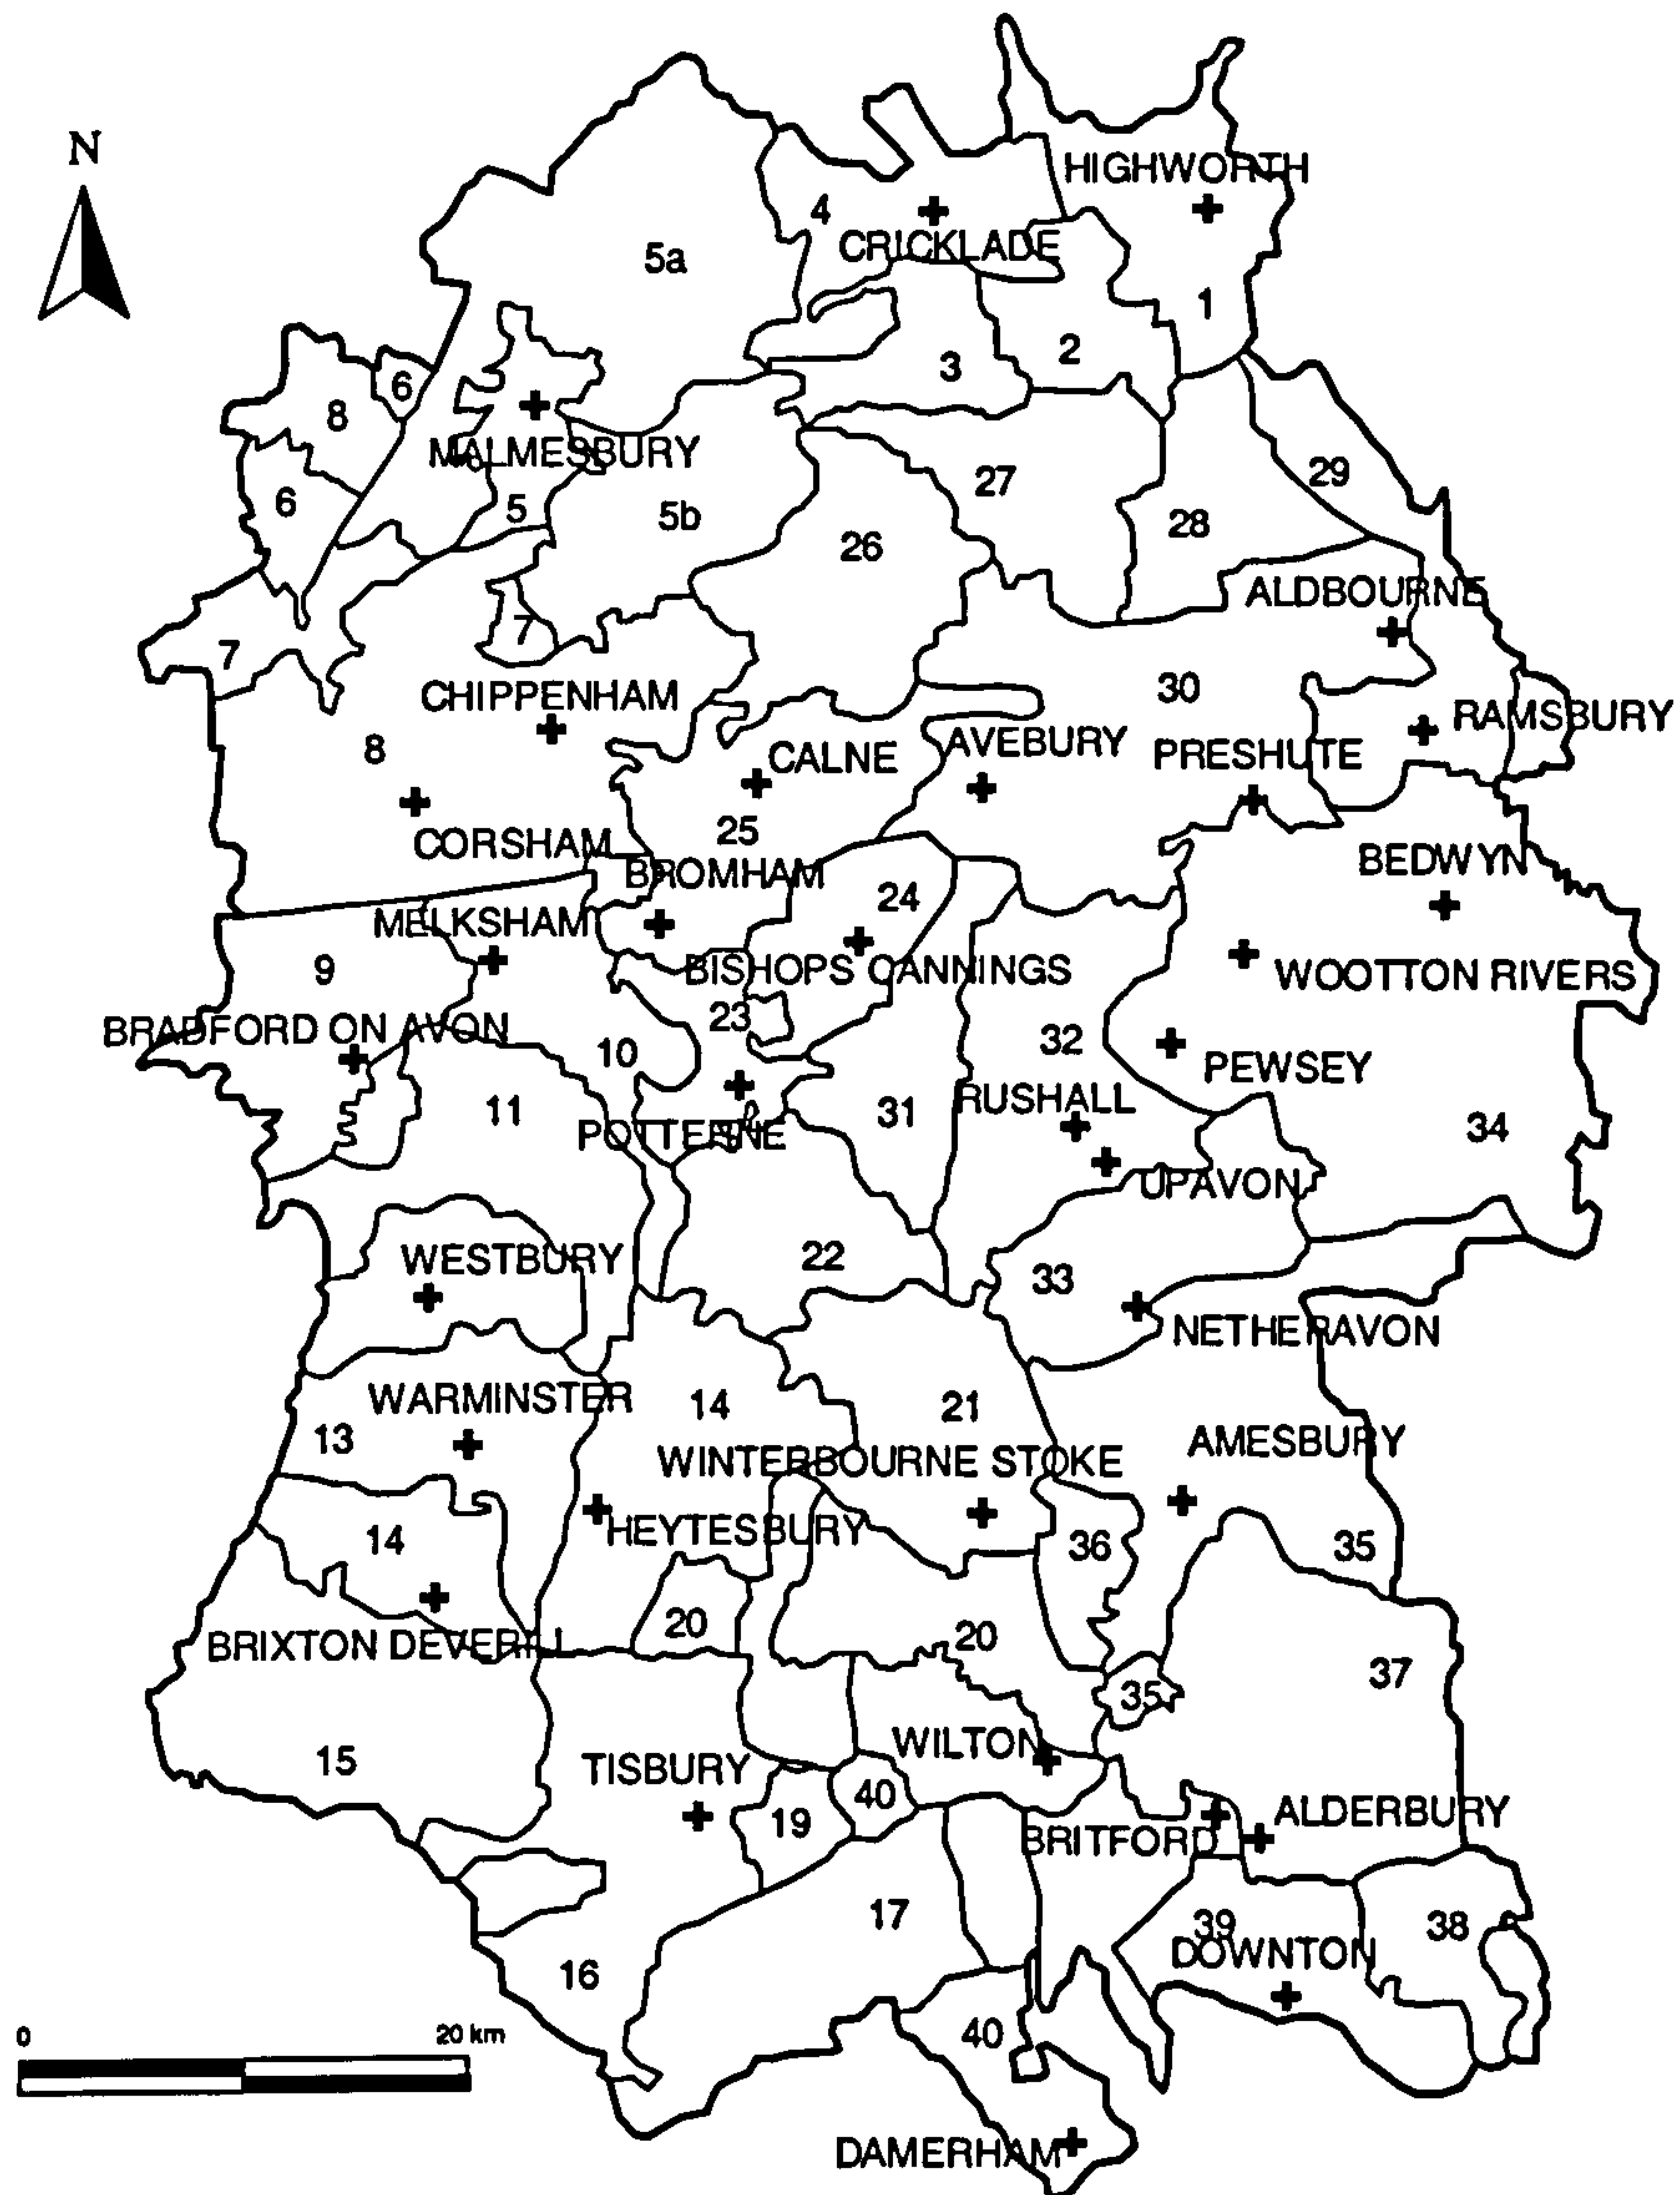 N
HIGHWORTH
4
CRICKLADE
5a
1
2
3
6
8
MALMESBURY
29
27
6
5
5b
28
26
ALDBOURNE
7
7
CHIPPENHAM
30
RAMSBURY
8
CALNE
AVEBURY
PRESHUTE
25
CORSHAM
BROMHAM
BEDWYN
24
MELKSHAM
9
BISHOPS CANNINGS
WOOTTON RIVERS
23
BRADFORD ON AVON
10
32
PEWSEY
11
31
RUSHALL
34
POTTERNE
UPAVON
WESTBURY
22
33
NETHERAVON
WARMINSTER
14
21
13
AMESBURY
WINTERBOURNE STOKE
14
HEYTESBURY
36
35
20
20
BRIXTON DEVERILL
37
35
WILTON
15
TISBURY
40
19
ALDERBURY
BRITFORD
17
39
38
DOWNTON
16
0
20 km
40
DAMERHAM